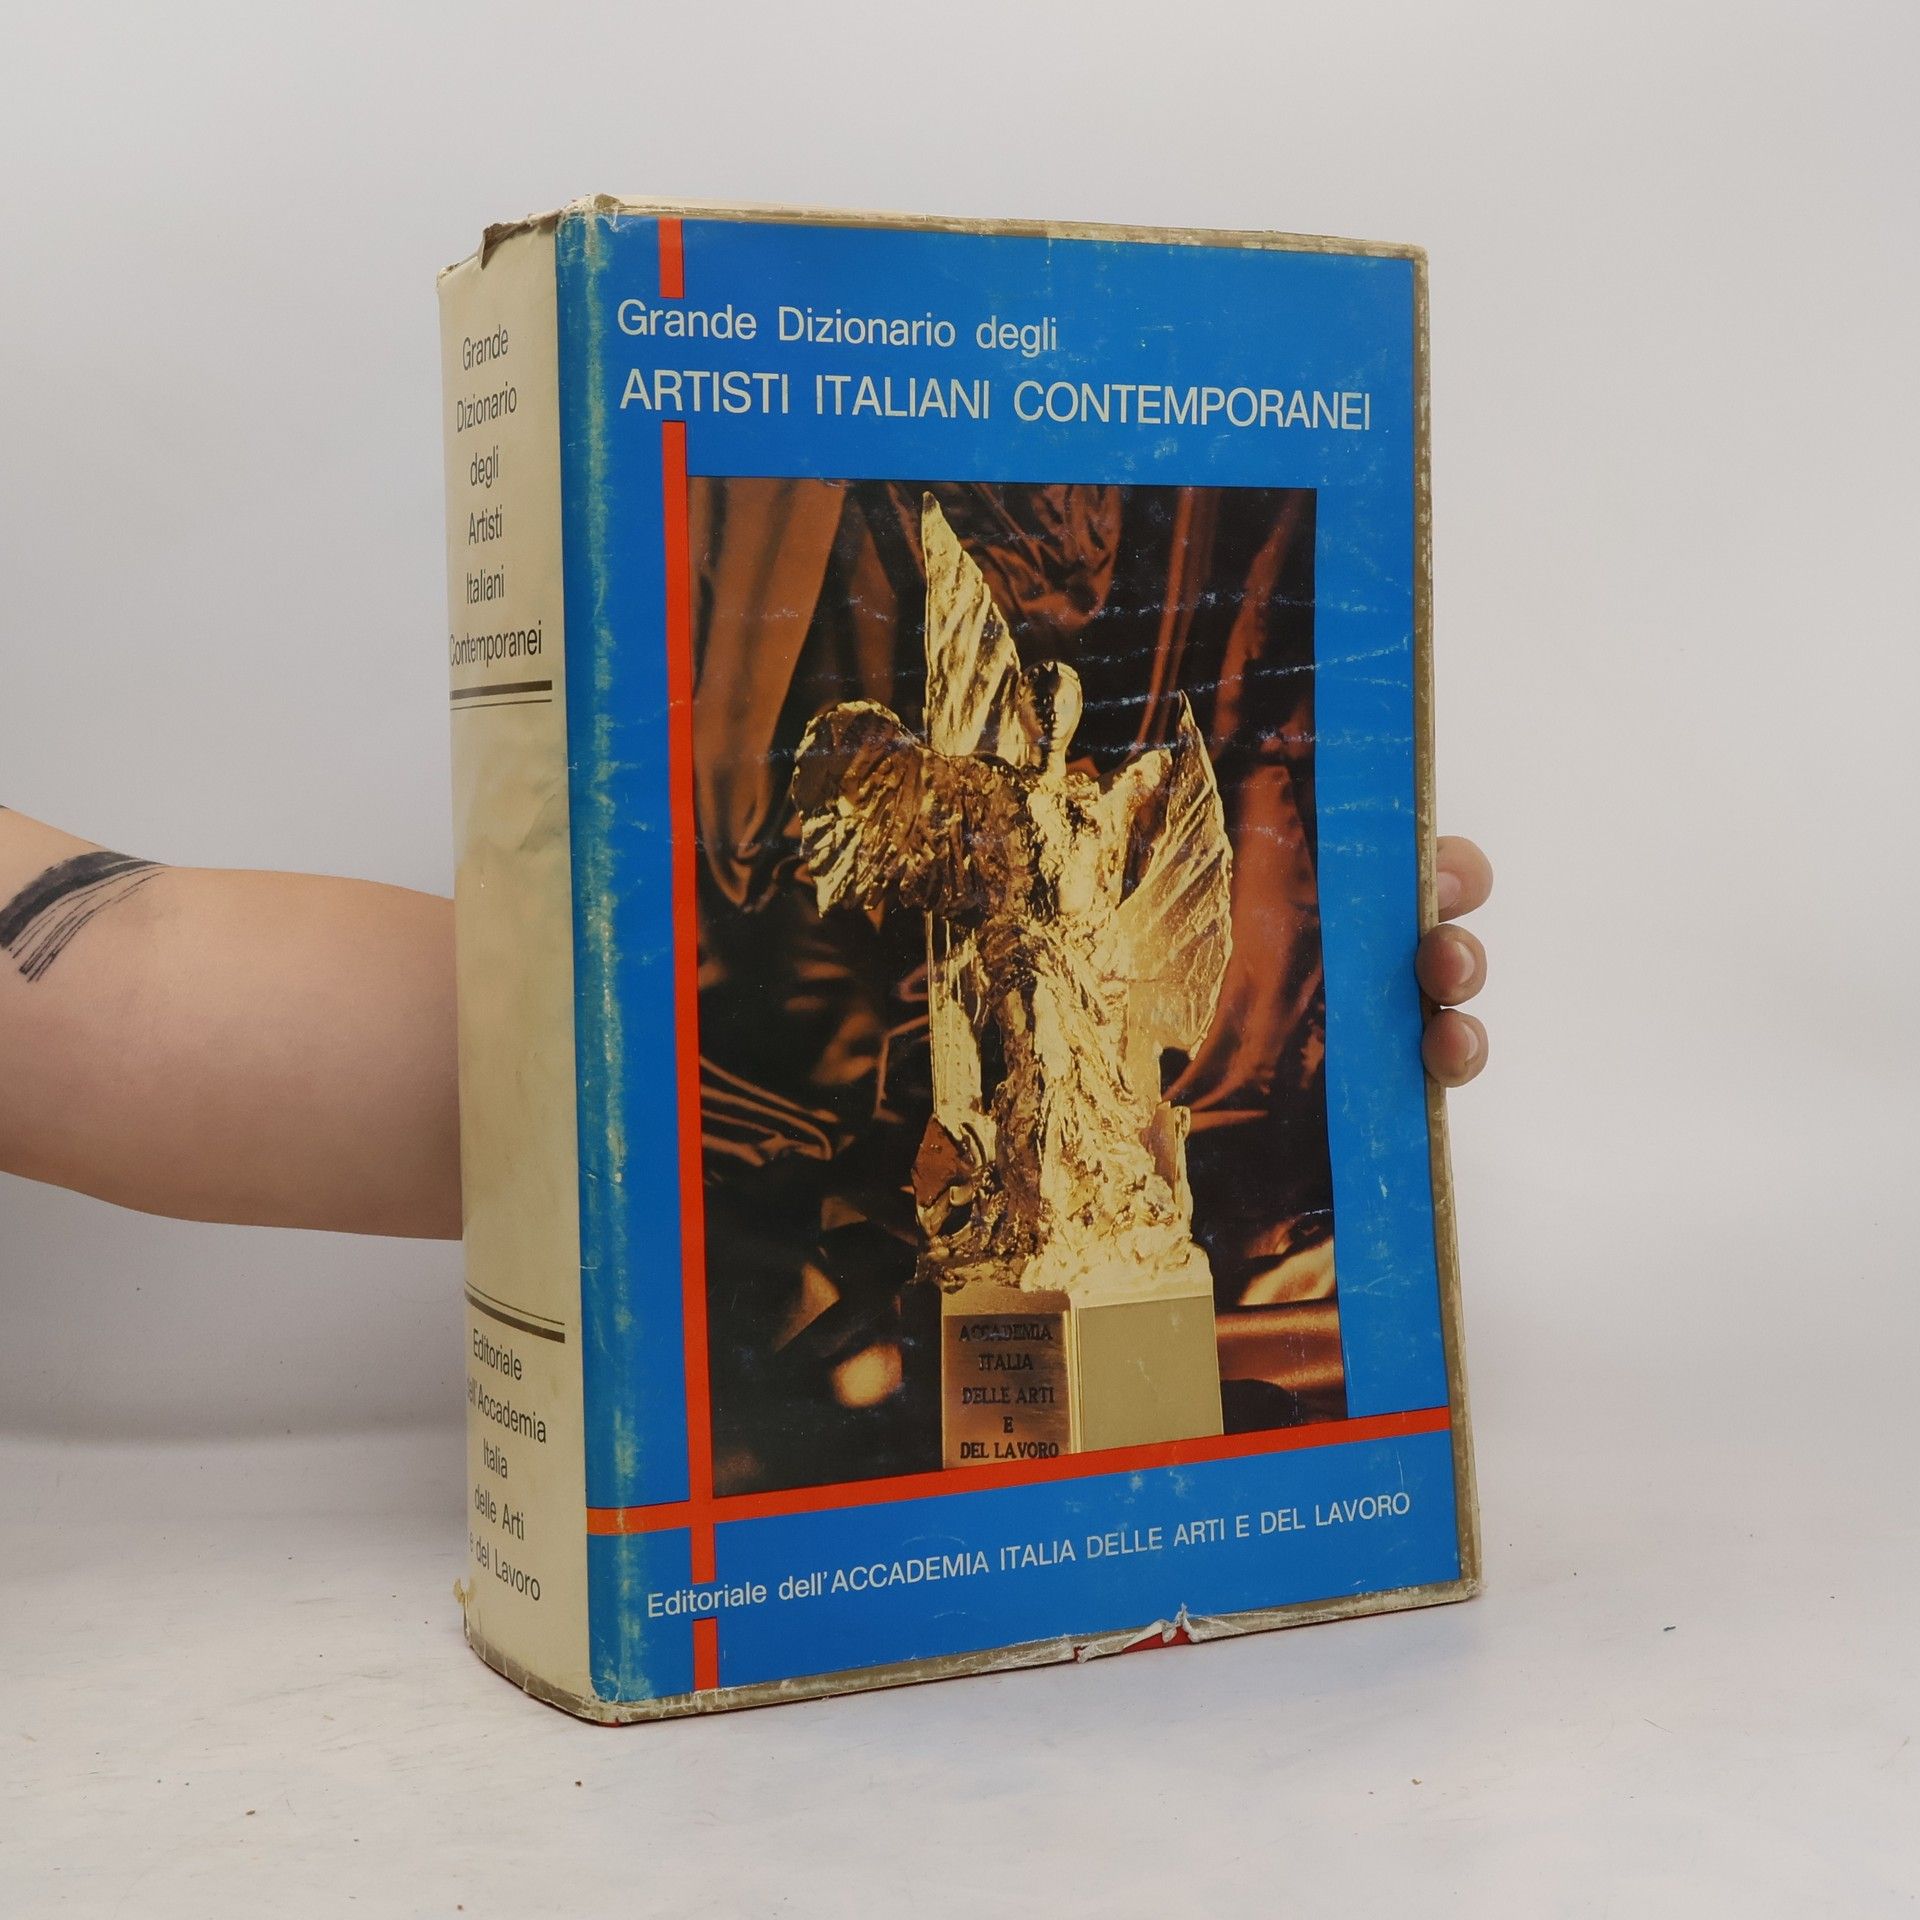 Grande
Dizionario
degli
Artisti
Italiani
Contemporanei
Editoriale
dell'Accademia
Italia
delle Arti
e del Lavoro
Grande Dizionario degli
ARTISTI ITALIANI CONTEMPORANEI
ACCADEMIA
ITALIA
DELLE ARTI
E
DEL LAVORO
Editoriale dell'ACCADEMIA ITALIA DELLE ARTI E DEL LAVORO